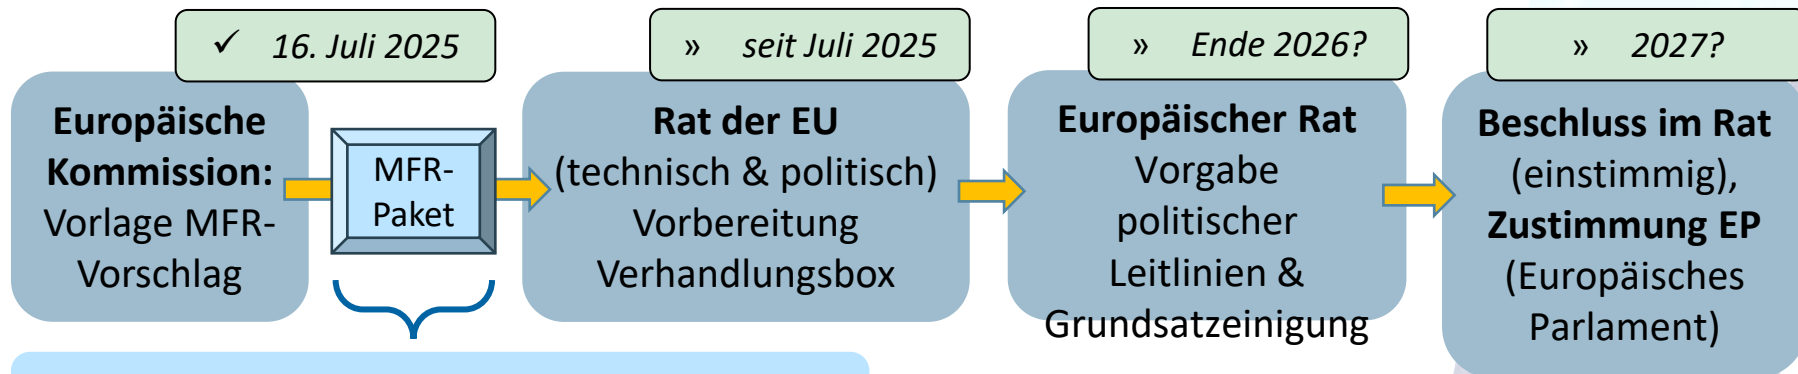 ✓ 16. Juli 2025
Europäische
Kommission:
Vorlage MFR-
Vorschlag
MFR-
Paket
» seit Juli 2025
Rat der EU
(technisch & politisch)
Vorbereitung
Verhandlungsbox
» Ende 2026?
Europäischer Rat
Vorgabe
politischer
Leitlinien &
Grundsatzeinigung
» 2027?
Beschluss im Rat
(einstimmig),
Zustimmung EP
(Europäisches
Parlament)